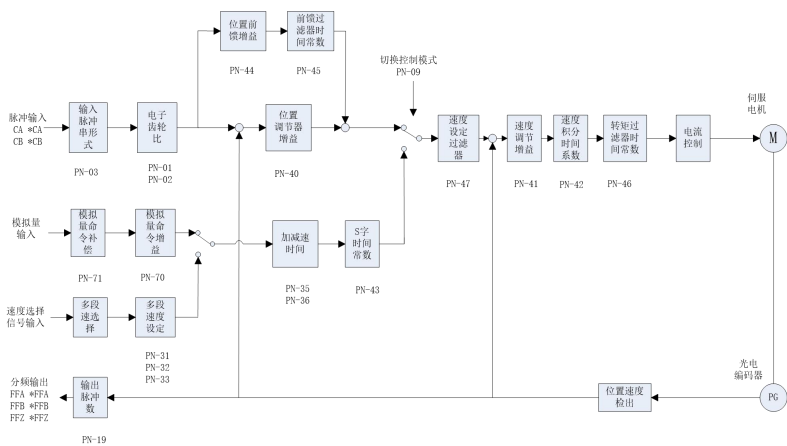 位置前
馈增益
PN-44
前馈过
滤器时
间常数
PN-45
切换控制模式
PN-09
脉冲输入
CA *CA
CB *CB
输入
脉冲
串形
式
PN-03
电子
齿轮
比
PN-01
PN-02
位置
调节器
增益
PN-40
速度
设定
过滤
器
PN-47
速度
调节
增益
PN-41
速度
积分
时间
系数
PN-42
转矩过
滤器时
间常数
PN-46
电流
控制
伺服
电机
M
模拟量
输入
模拟
量命
令补
偿
PN-71
模拟
量命
令增
益
PN-70
加减速
时间
PN-35
PN-36
S字
时间
常数
PN-43
速度选择
信号输入
多段
速选
择
多段
速度
设定
PN-31
PN-32
PN-33
分频输出
FFA *FFA
FFB *FFB
FFZ *FFZ
输出
脉冲
数
PN-19
位置速度
检出
光电
编码器
PG